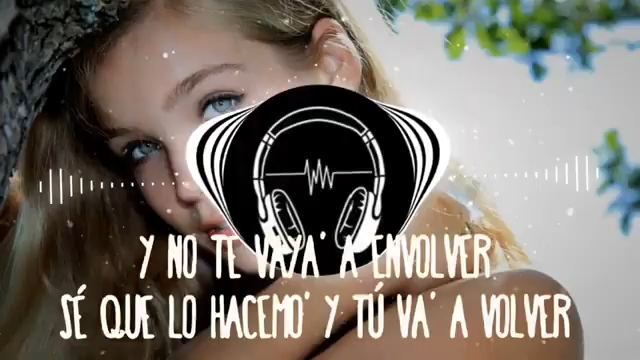 Y NO TE VAYA' A ENVOLVER
SÉ QUE LO HACEMO' Y TÚ VA' A VOLVER